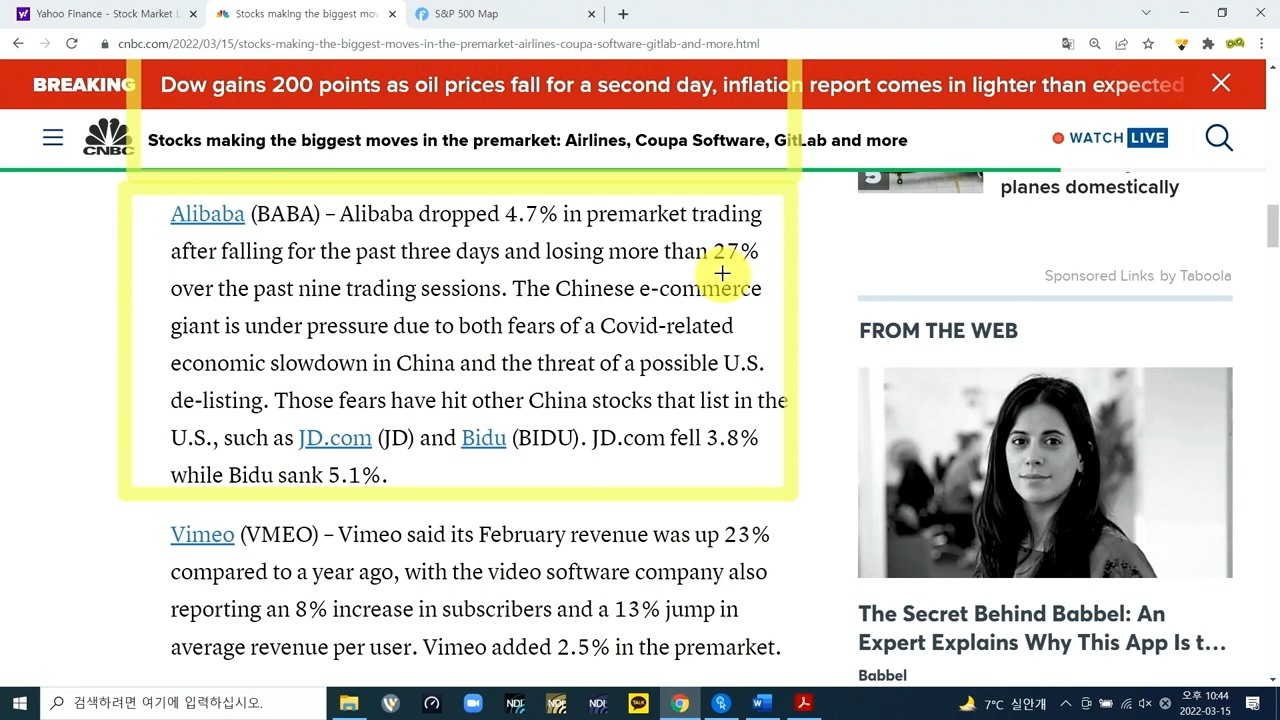 Yahoo Finance - Stock Market L
Stocks making the biggest mov
S&P 500 Map
cnbc.com/2022/03/15/stocks-making-the-biggest-moves-in-the-premarket-airlines-coupa-software-gitlab-and-more.html
BREAKING Dow gains 200 points as oil prices fall for a second day, inflation report comes in lighter than expected
CNBC
Stocks making the biggest moves in the premarket: Airlines, Coupa Software, GitLab and more
WATCH LIVE
Alibaba (BABA) – Alibaba dropped 4.7% in premarket trading
after falling for the past three days and losing more than 27%
over the past nine trading sessions. The Chinese e-commerce
giant is under pressure due to both fears of a Covid-related
economic slowdown in China and the threat of a possible U.S.
de-listing. Those fears have hit other China stocks that list in the
U.S., such as JD.com (JD) and Bidu (BIDU). JD.com fell 3.8%
while Bidu sank 5.1%.
Vimeo (VMEO) – Vimeo said its February revenue was up 23%
compared to a year ago, with the video software company also
reporting an 8% increase in subscribers and a 13% jump in
average revenue per user. Vimeo added 2.5% in the premarket.
5
planes domestically
Sponsored Links by Taboola
FROM THE WEB
The Secret Behind Babbel: An
Expert Explains Why This App Is t...
Babbel
검색하려면 여기에 입력하십시오.
NDI
NDI
NDI
TALK
7°C 실안개
오후 10:44
2022-03-15